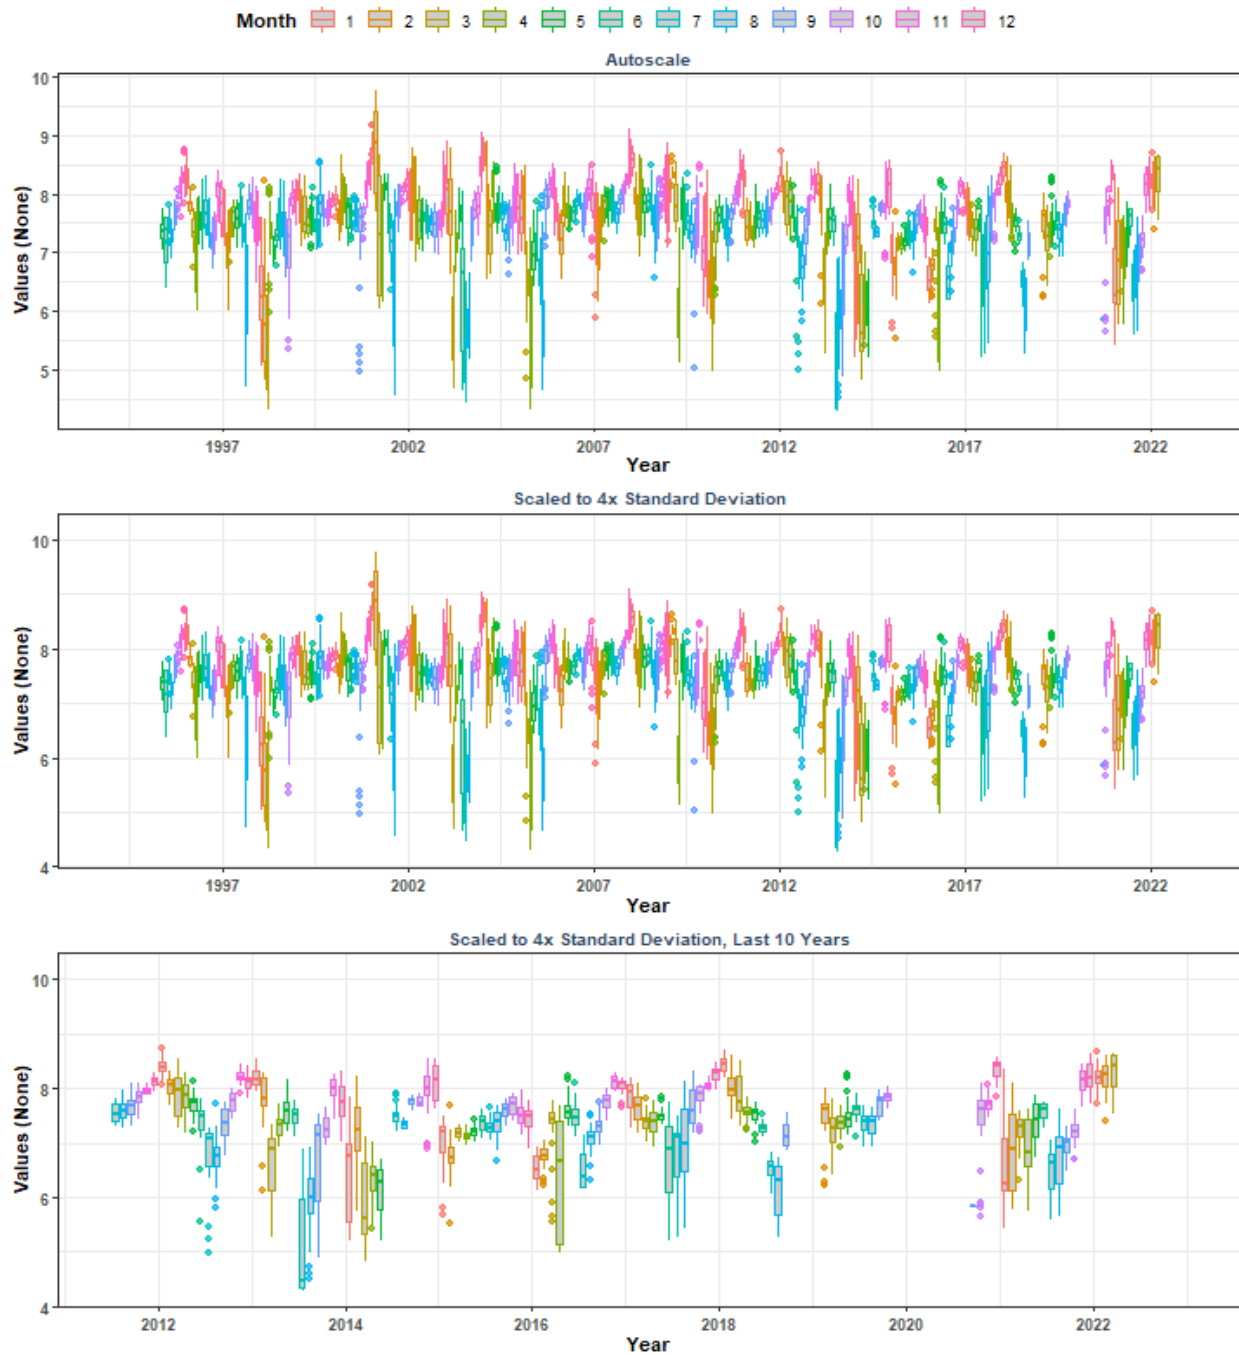 Month 1 2 3 4 5 6 7 8 9 10 11 12
Autoscale
Values (None)
10
9
8
7
6
5
1997 2002 2007 2012 2017 2022
Year
Scaled to 4x Standard Deviation
Values (None)
10
8
6
4
1997 2002 2007 2012 2017 2022
Year
Scaled to 4x Standard Deviation, Last 10 Years
Values (None)
10
8
6
4
2012 2014 2016 2018 2020 2022
Year